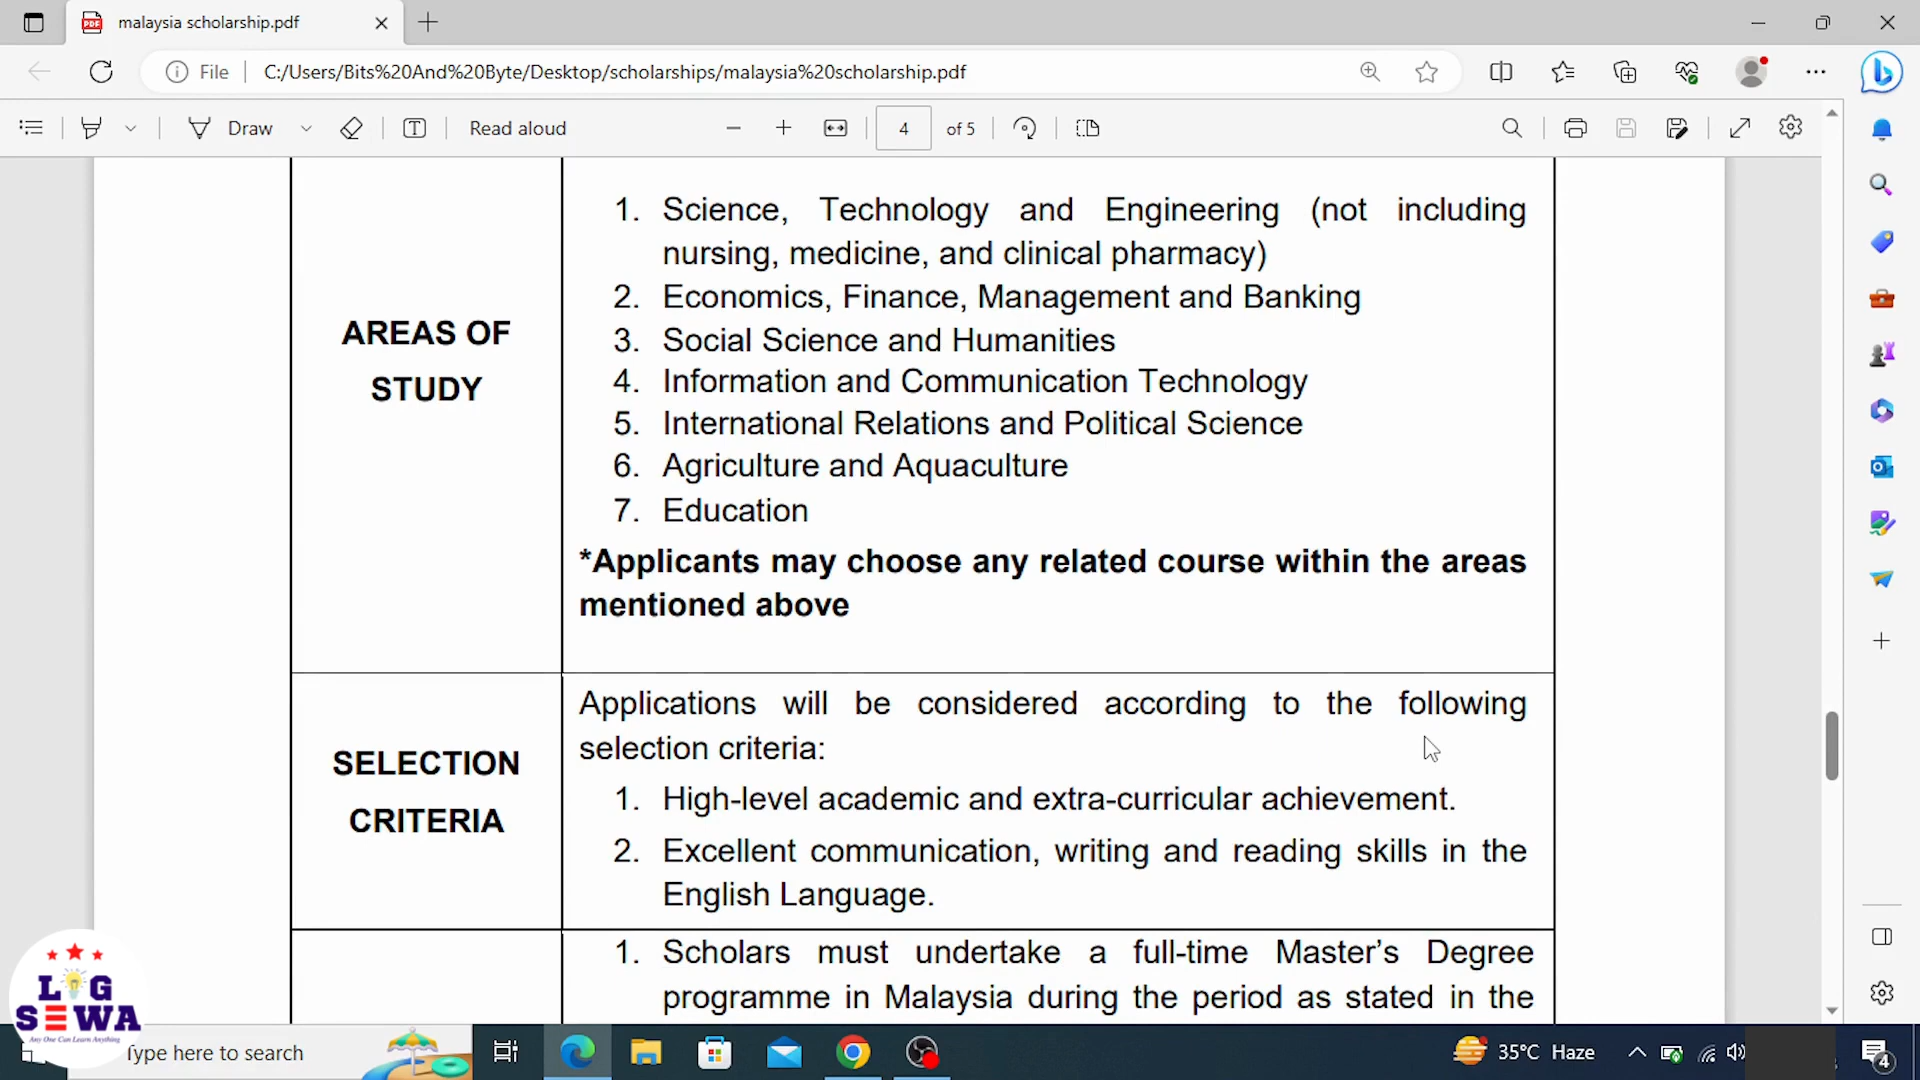 malaysia scholarship.pdf
File
C:/Users/Bits%20And%20Byte/Desktop/scholarships/malaysia%20scholarship.pdf
Draw
Read aloud
4
of 5
AREAS OF
STUDY
1. Science, Technology and Engineering (not including
nursing, medicine, and clinical pharmacy)
2. Economics, Finance, Management and Banking
3. Social Science and Humanities
4. Information and Communication Technology
5. International Relations and Political Science
6. Agriculture and Aquaculture
7. Education
*Applicants may choose any related course within the areas
mentioned above
SELECTION
CRITERIA
Applications will be considered according to the following
selection criteria:
1. High-level academic and extra-curricular achievement.
2. Excellent communication, writing and reading skills in the
English Language.
1. Scholars must undertake a full-time Master's Degree
programme in Malaysia during the period as stated in the
LOG
SEWA
Any One Can Learn Anything
Type here to search
35°C Haze
4